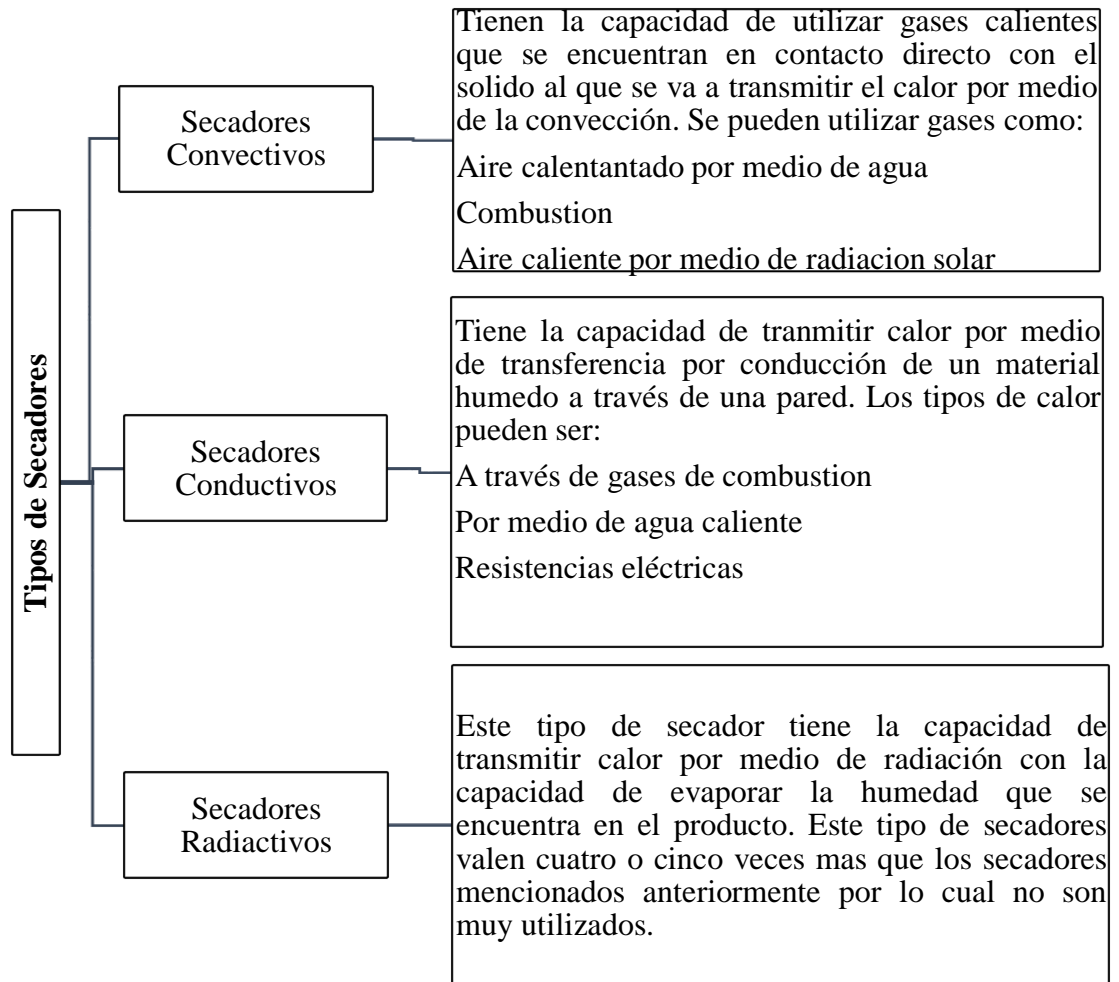 Tipos de Secadores
Secadores
Convectivos
Tienen la capacidad de utilizar gases calientes
que se encuentran en contacto directo con el
solido al que se va a transmitir el calor por medio
de la convección. Se pueden utilizar gases como:
Aire calentantado por medio de agua
Combustion
Aire caliente por medio de radiacion solar
Secadores
Conductivos
Tiene la capacidad de tranmitir calor por medio
de transferencia por conducción de un material
humedo a través de una pared. Los tipos de calor
pueden ser:
A través de gases de combustion
Por medio de agua caliente
Resistencias eléctricas
Secadores
Radiactivos
Este tipo de secador tiene la capacidad de
transmitir calor por medio de radiación con la
capacidad de evaporar la humedad que se
encuentra en el producto. Este tipo de secadores
valen cuatro o cinco veces mas que los secadores
mencionados anteriormente por lo cual no son
muy utilizados.